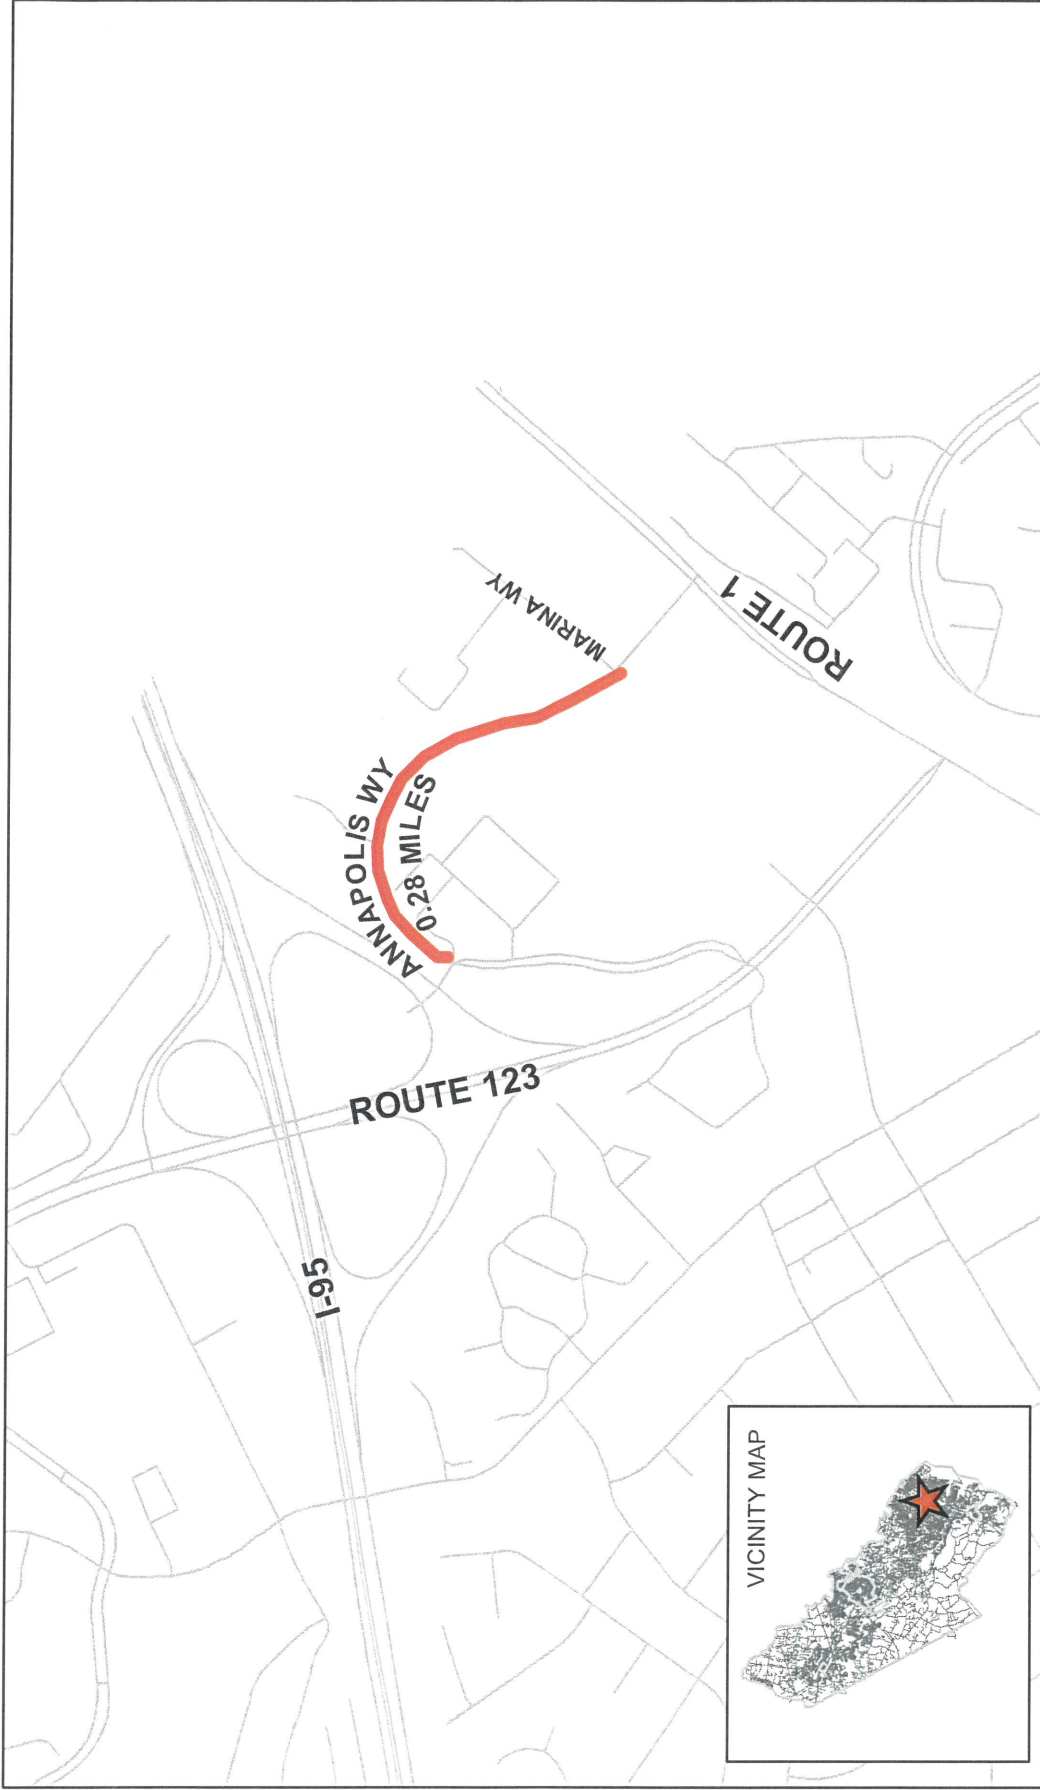 I-95
ROUTE 123
ANNAPOLIS WY
0.28 MILES
MARINA WY
ROUTE 1
VICINITY MAP